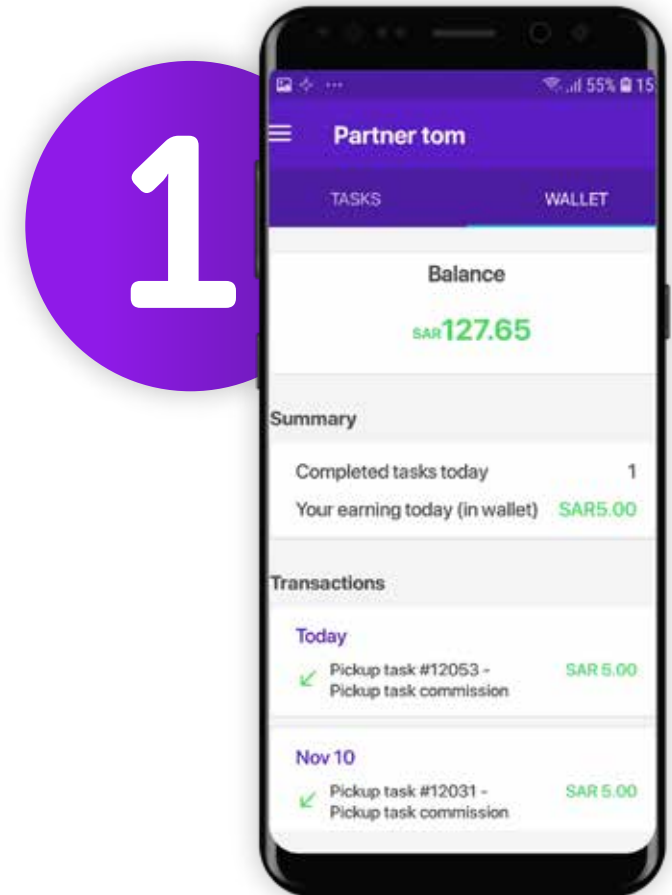 1
55% 15
Partner tom
TASKS WALLET
Balance
SAR127.65
Summary
Completed tasks today 1
Your earning today (in wallet) SAR5.00
Transactions
Today
Pickup task #12053 - SAR 5.00
Pickup task commission
Nov 10
Pickup task #12031 - SAR 5.00
Pickup task commission